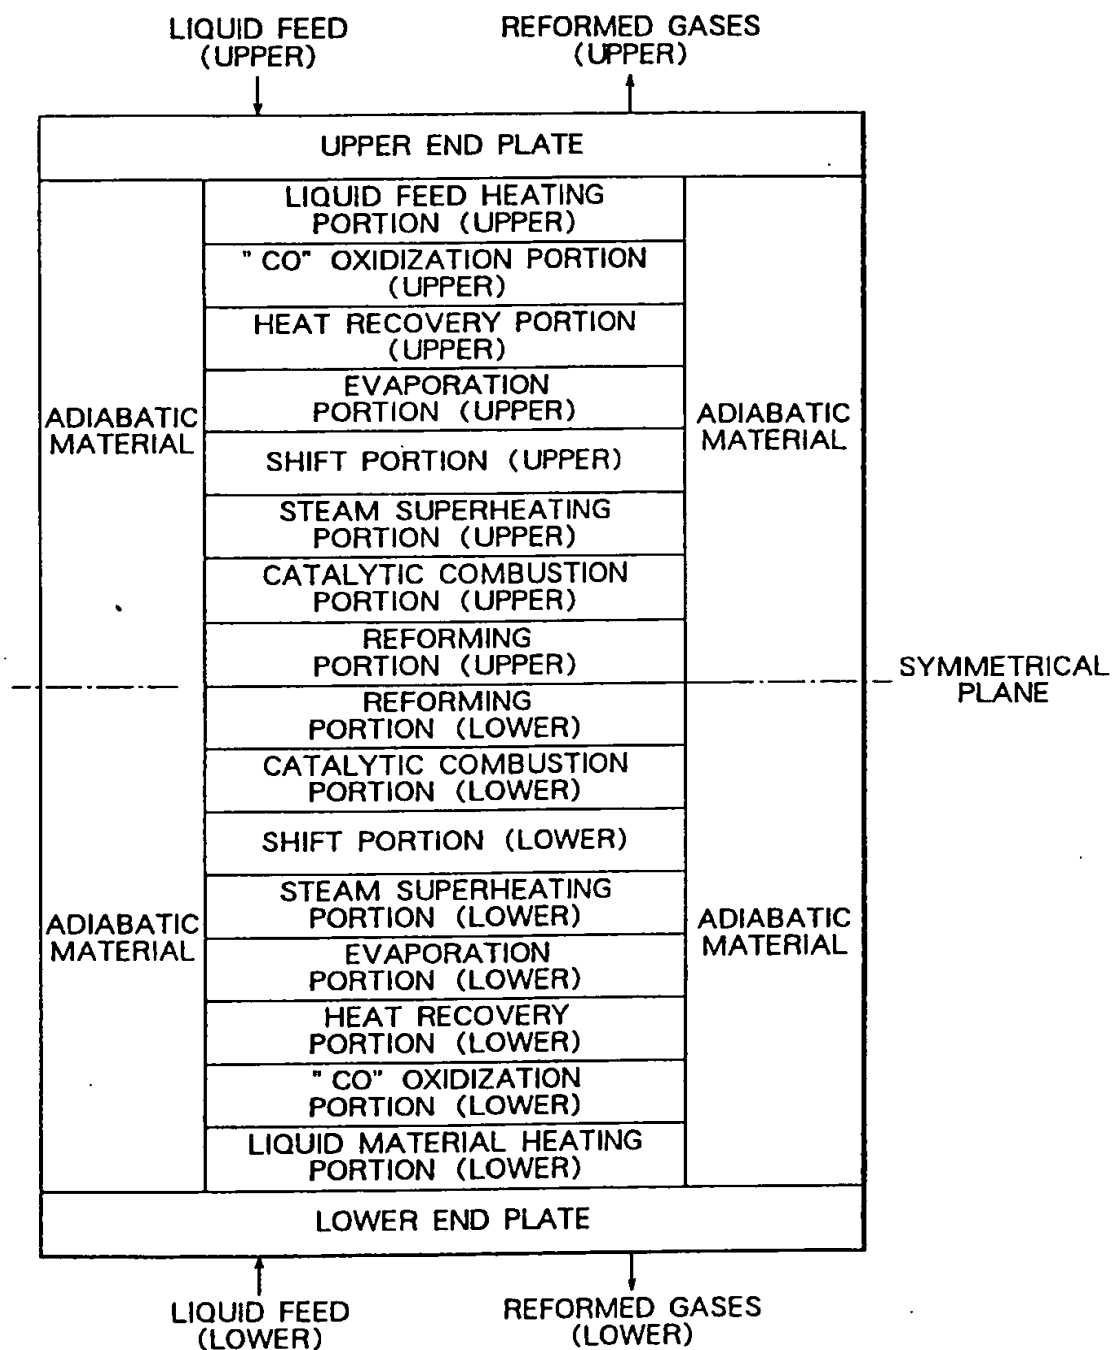 LIQUID FEED
(UPPER)
REFORMED GASES
(UPPER)
UPPER END PLATE
LIQUID FEED HEATING
PORTION (UPPER)
"CO" OXIDIZATION PORTION
(UPPER)
HEAT RECOVERY PORTION
(UPPER)
EVAPORATION
PORTION (UPPER)
ADIABATIC
MATERIAL
ADIABATIC
MATERIAL
SHIFT PORTION (UPPER)
STEAM SUPERHEATING
PORTION (UPPER)
CATALYTIC COMBUSTION
PORTION (UPPER)
REFORMING
PORTION (UPPER)
SYMMETRICAL
PLANE
REFORMING
PORTION (LOWER)
CATALYTIC COMBUSTION
PORTION (LOWER)
SHIFT PORTION (LOWER)
STEAM SUPERHEATING
PORTION (LOWER)
ADIABATIC
MATERIAL
ADIABATIC
MATERIAL
EVAPORATION
PORTION (LOWER)
HEAT RECOVERY
PORTION (LOWER)
"CO" OXIDIZATION
PORTION (LOWER)
LIQUID MATERIAL HEATING
PORTION (LOWER)
LOWER END PLATE
LIQUID FEED
(LOWER)
REFORMED GASES
(LOWER)